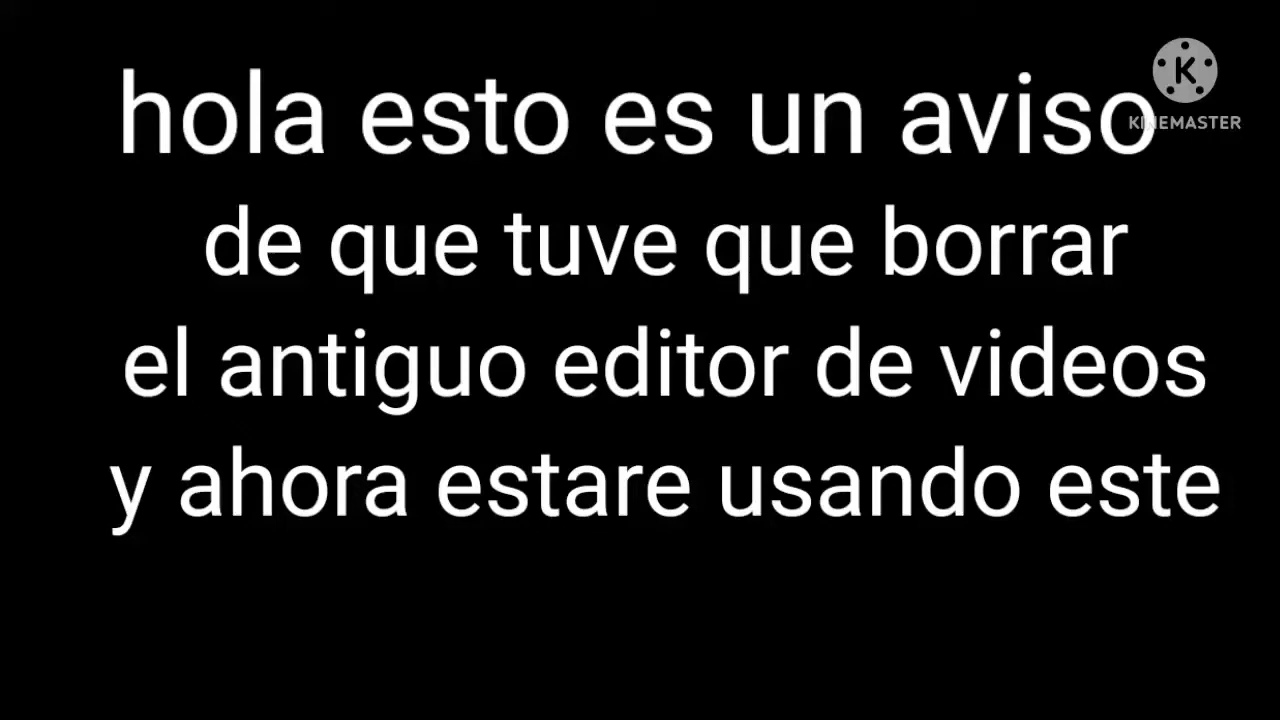 hola esto es un aviso
KINEMASTER
de que tuve que borrar
el antiguo editor de videos
y ahora estare usando este